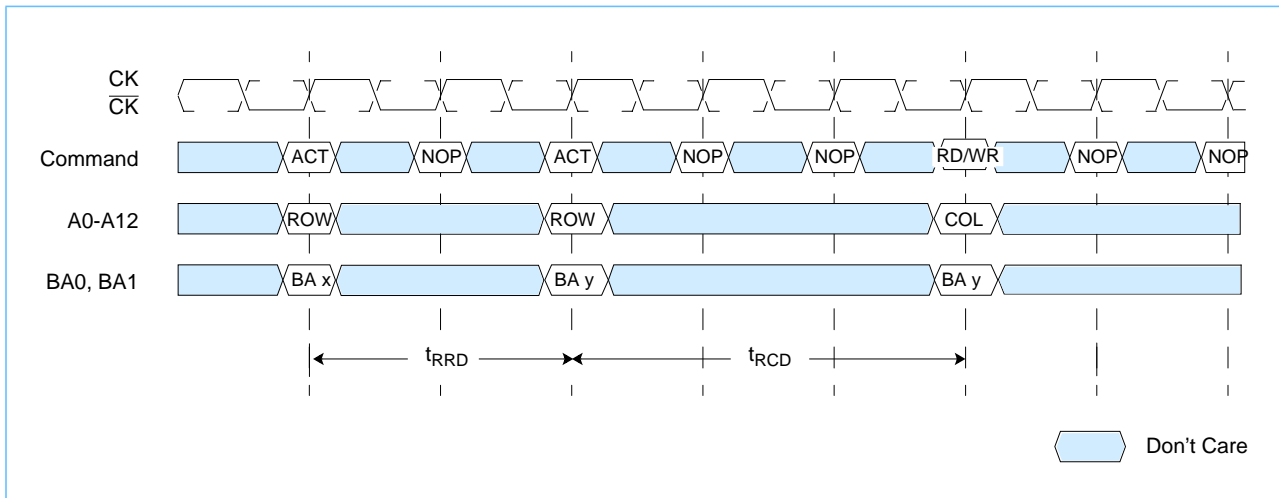 CK
CK
Command ACT NOP ACT NOP NOP RD/WR NOP NOP
A0-A12 ROW ROW COL
BA0, BA1 BA x BA y BA y
tRRD tRCD
Don't Care